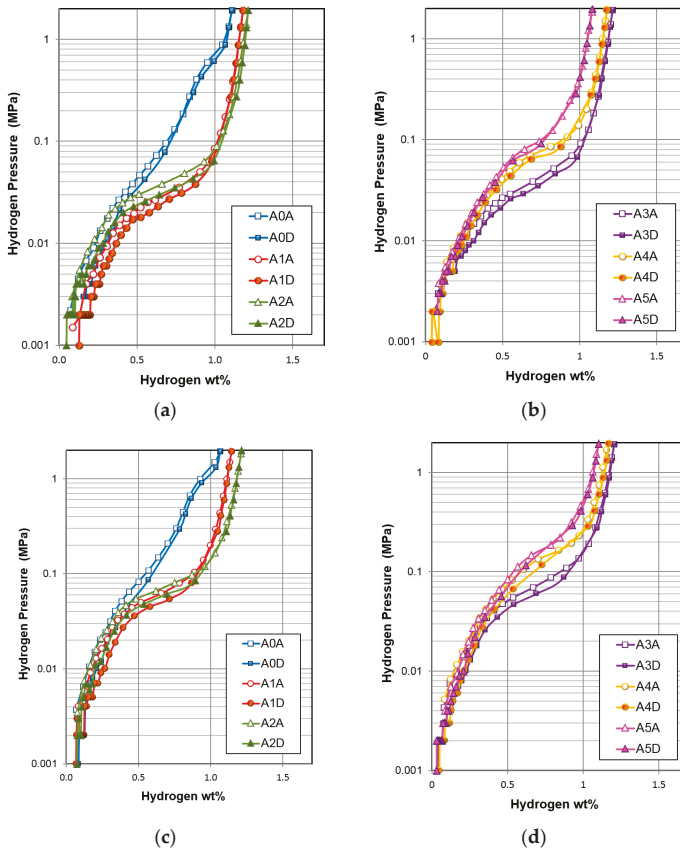 Hydrogen Pressure (MPa)
1
0.1
0.01
0.001
0.0
0.5
1.0
1.5
Hydrogen wt%
A0A
A0D
A1A
A1D
A2A
A2D
(a)
Hydrogen Pressure (MPa)
1
0.1
0.01
0.001
0
0.5
1
1.5
Hydrogen wt%
A3A
A3D
A4A
A4D
A5A
A5D
(b)
Hydrogen Pressure (MPa)
1
0.1
0.01
0.001
0.0
0.5
1.0
1.5
Hydrogen wt%
A0A
A0D
A1A
A1D
A2A
A2D
(c)
Hydrogen Pressure (MPa)
1
0.1
0.01
0.001
0
0.5
1
1.5
Hydrogen wt%
A3A
A3D
A4A
A4D
A5A
A5D
(d)